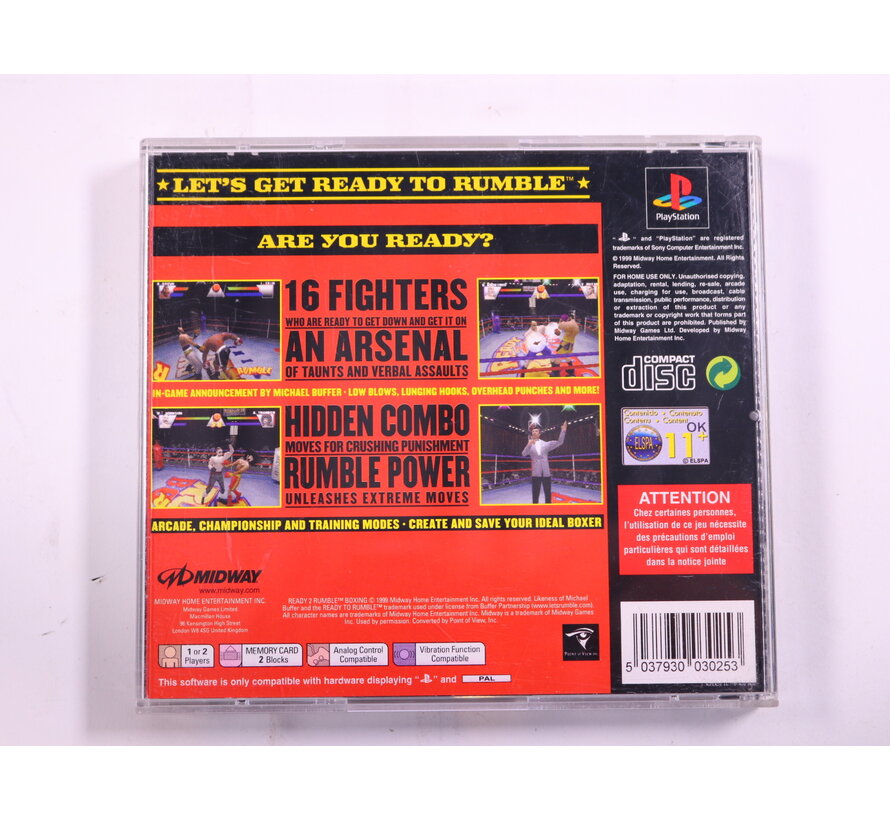 ★LET'S GET READY TO RUMBLE™★
ARE YOU READY?
16 FIGHTERS
WHO ARE READY TO GET DOWN AND GET IT ON
AN ARSENAL
OF TAUNTS AND VERBAL ASSAULTS
RUMBLE
IN-GAME ANNOUNCEMENT BY MICHAEL BUFFER · LOW BLOWS, LUNGING HOOKS, OVERHEAD PUNCHES AND MORE!
HIDDEN COMBO
MOVES FOR CRUSHING PUNISHMENT
RUMBLE POWER
UNLEASHES EXTREME MOVES
ARCADE, CHAMPIONSHIP AND TRAINING MODES · CREATE AND SAVE YOUR IDEAL BOXER
MIDWAY
www.midway.com
MIDWAY HOME ENTERTAINMENT INC.
Midway Games Limited
Macmillan House
96 Kensington High Street
London W8 4SG United Kingdom
READY 2 RUMBLE™ BOXING © 1999 Midway Home Entertainment Inc. All rights reserved. Likeness of Michael
Buffer and the READY TO RUMBLE™ trademark used under license from Buffer Partnership (www.letsrumble.com).
All character names are trademarks of Midway Home Entertainment Inc. Midway is a trademark of Midway Games
Inc. Used by permission. Converted by Point of View, Inc.
POINT OF VIEW
1 or 2
Players
MEMORY CARD
2 Blocks
Analog Control
Compatible
Vibration Function
Compatible
This software is only compatible with hardware displaying " " and PAL
PlayStation
" " and "PlayStation" are registered
trademarks of Sony Computer Entertainment Inc.
© 1999 Midway Home Entertainment. All Rights
Reserved.
FOR HOME USE ONLY. Unauthorised copying,
adaptation, rental, lending, re-sale, arcade
use, charging for use, broadcast, cable
transmission, public performance, distribution
or extraction of this product or any
trademark or copyright work that forms part
of this product are prohibited. Published by
Midway Games Ltd. Developed by Midway
Home Entertainment Inc.
COMPACT
disc
Contenido • Contenuto
Contenu • Content
ELSPA
OK
11+
© ELSPA
ATTENTION
Chez certaines personnes,
l'utilisation de ce jeu nécessite
des précautions d'emploi
particulières qui sont détaillées
dans la notice jointe
5 037930 030253